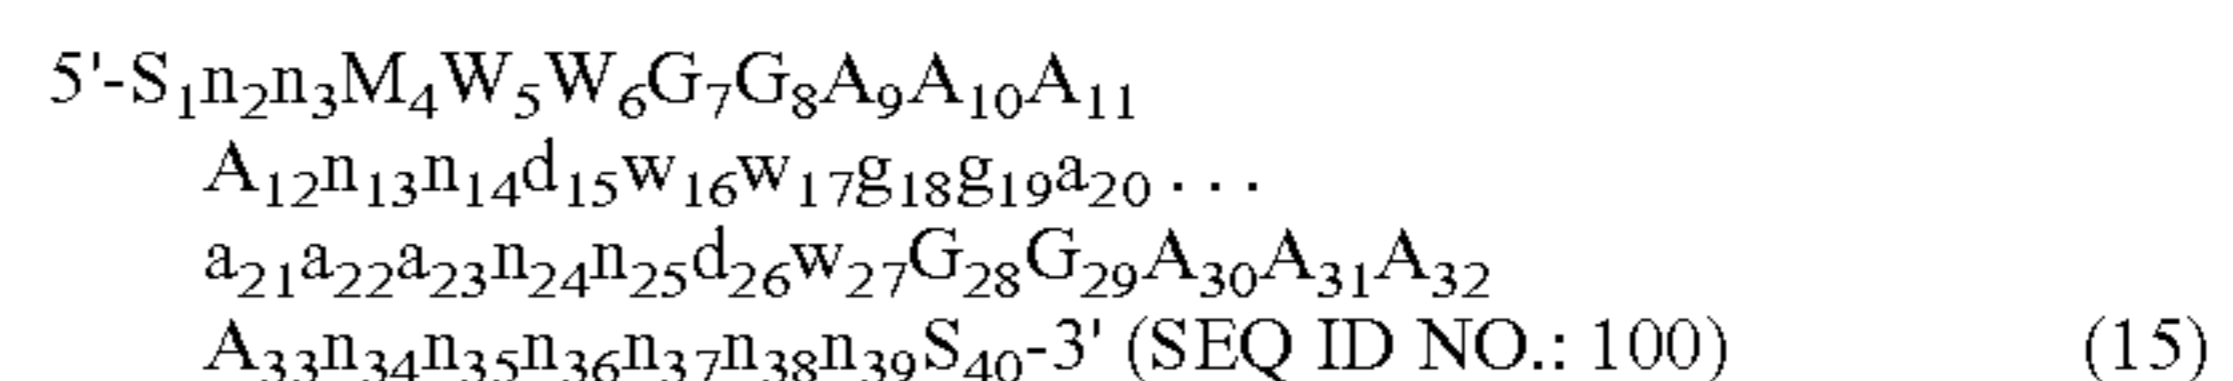 5'-S₁n₂n₃M₄W₅W₆G₇G₈A₉A₁₀A₁₁
A₁₂n₁₃n₁₄d₁₅w₁₆w₁₇g₁₈g₁₉a₂₀ . . .
a₂₁a₂₂a₂₃n₂₄n₂₅d₂₆w₂₇G₂₈G₂₉A₃₀A₃₁A₃₂
A₃₃n₃₄n₃₅n₃₆n₃₇n₃₈n₃₉S₄₀-3' (SEQ ID NO.: 100) (15)